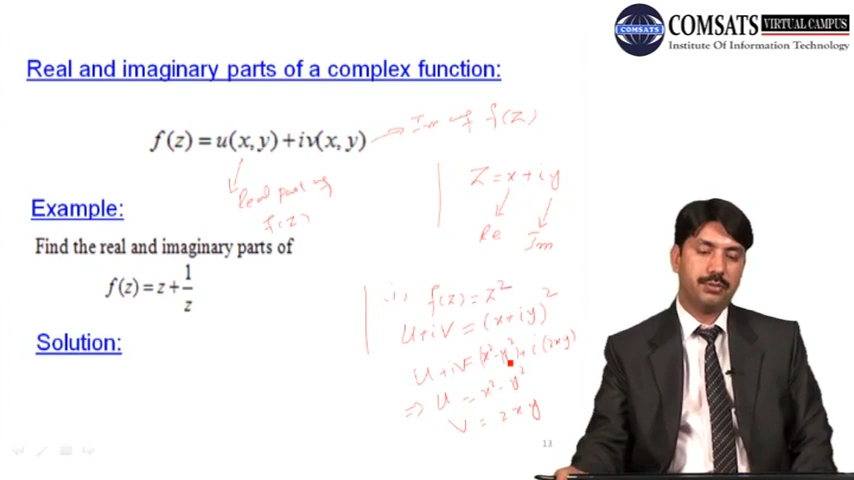 COMSATS VIRTUAL CAMPUS
Institute Of Information Technology
Real and imaginary parts of a complex function:
f(z) = u(x, y) + iv(x, y)
Im of f(Z)
Real part of
f(Z)
Z = x + iy
Re
Im
Example:
Find the real and imaginary parts of
f(z) = z + 1/z
Solution:
i) f(z) = z²
u + iv = (x + iy)²
u + iv = (x² - y²) + i(2xy)
⇒ u = x² - y²
v = 2xy
13